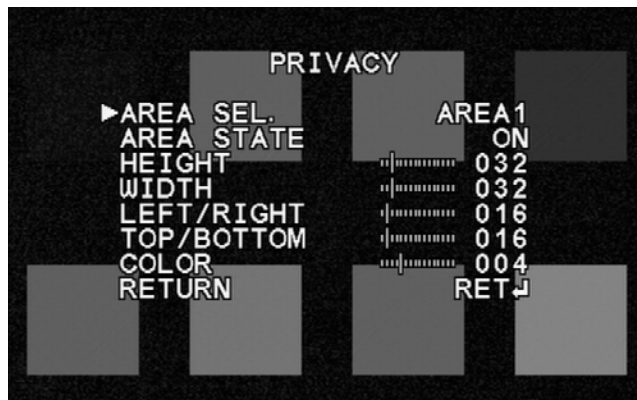 PRIVACY
▶AREA SEL. AREA1
AREA STATE ON
HEIGHT 032
WIDTH 032
LEFT/RIGHT 016
TOP/BOTTOM 016
COLOR 004
RETURN RET↲